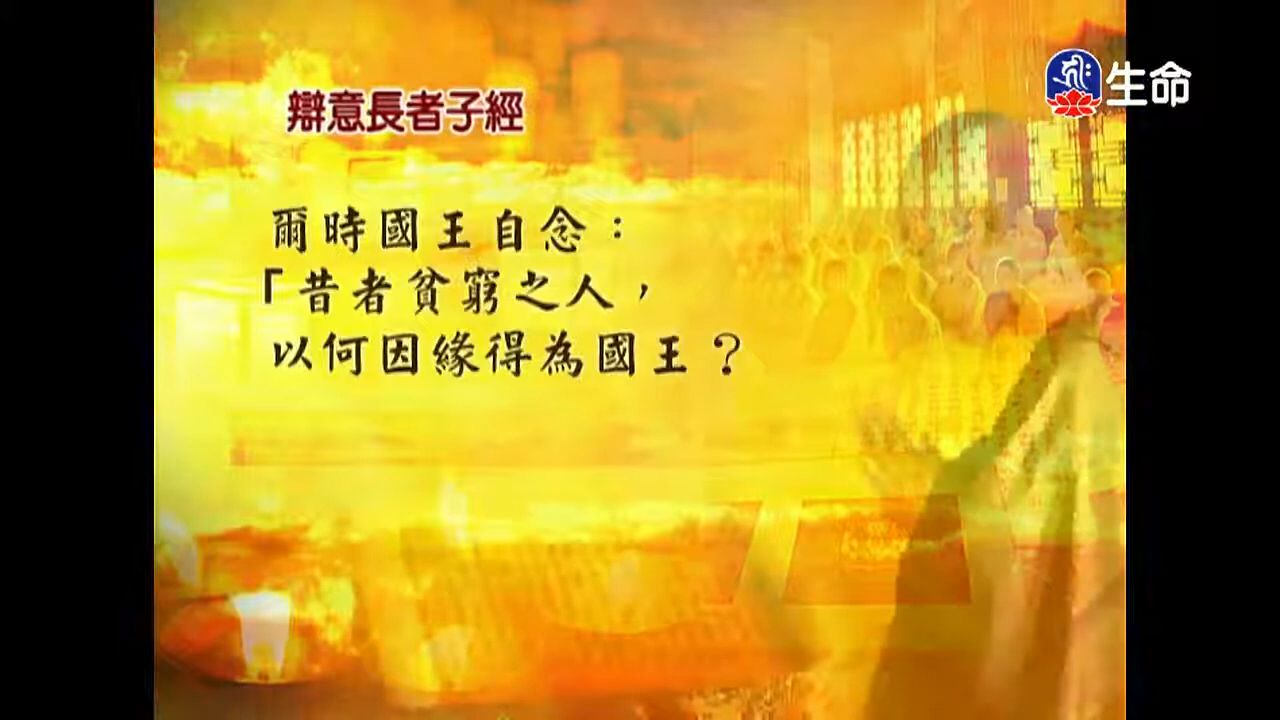 生命
辯意長者子經
爾時國王自念：
「昔者貧窮之人，
以何因緣得為國王？